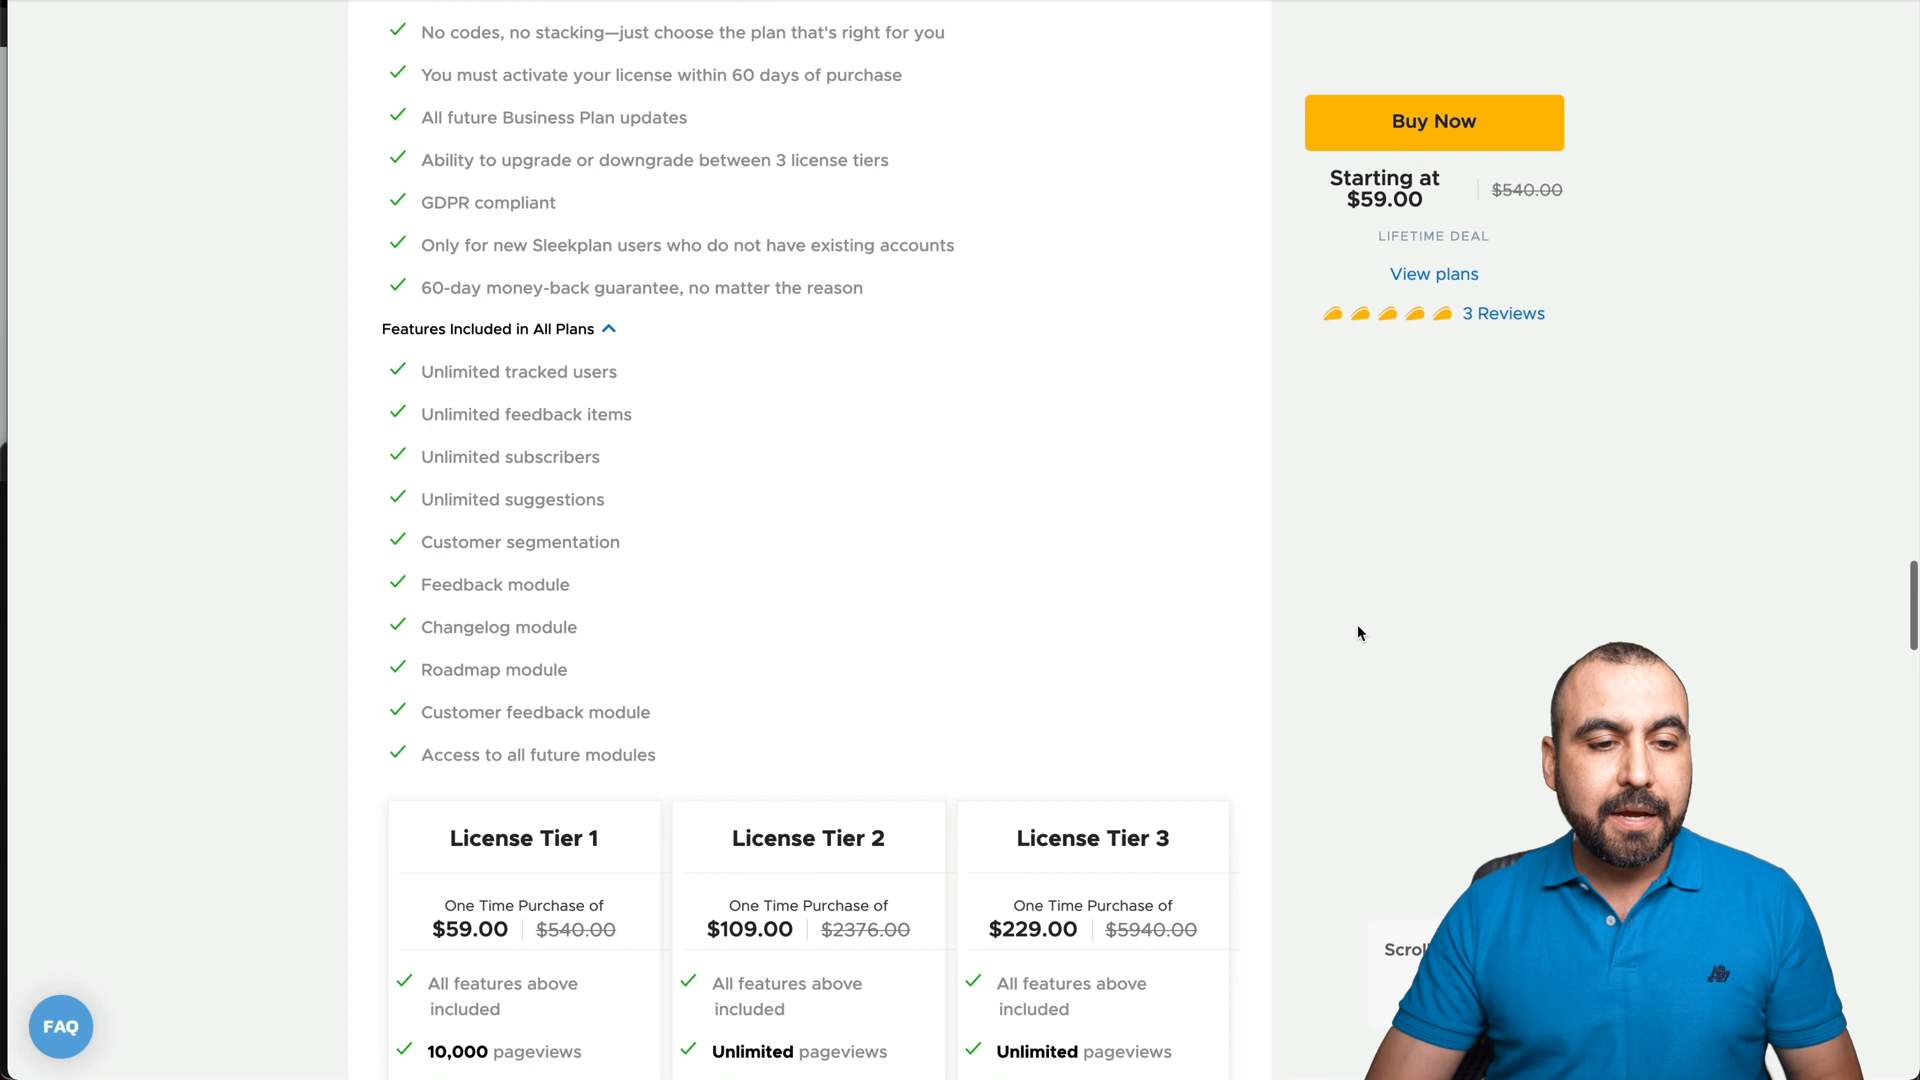 No codes, no stacking—just choose the plan that's right for you
You must activate your license within 60 days of purchase
All future Business Plan updates
Ability to upgrade or downgrade between 3 license tiers
GDPR compliant
Only for new Sleekplan users who do not have existing accounts
60-day money-back guarantee, no matter the reason
Features Included in All Plans
Unlimited tracked users
Unlimited feedback items
Unlimited subscribers
Unlimited suggestions
Customer segmentation
Feedback module
Changelog module
Roadmap module
Customer feedback module
Access to all future modules
License Tier 1
One Time Purchase of
$59.00 $540.00
All features above
included
10,000 pageviews
License Tier 2
One Time Purchase of
$109.00 $2376.00
All features above
included
Unlimited pageviews
License Tier 3
One Time Purchase of
$229.00 $5940.00
All features above
included
Unlimited pageviews
Buy Now
Starting at
$59.00
$540.00
LIFETIME DEAL
View plans
3 Reviews
FAQ